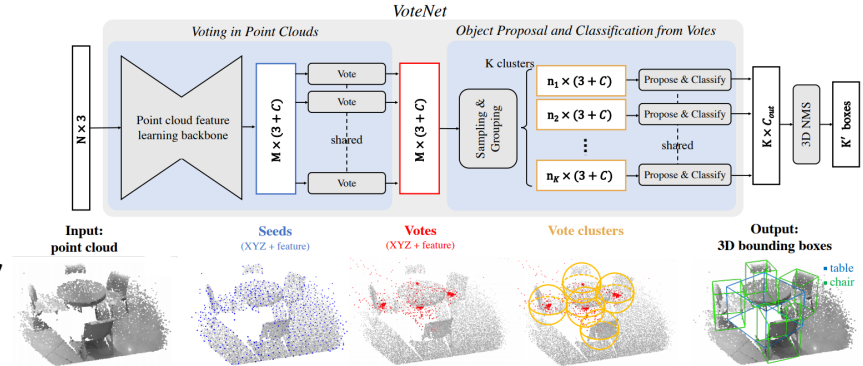 VoteNet
Voting in Point Clouds
Object Proposal and Classification from Votes
N × 3
Point cloud feature
learning backbone
M × (3 + C)
Vote
Vote
shared
Vote
M × (3 + C)
Sampling &
Grouping
K clusters
n₁ × (3 + C)
n₂ × (3 + C)
⋮
n_K × (3 + C)
Propose & Classify
Propose & Classify
shared
Propose & Classify
K × C_out
3D NMS
K′ boxes
Input:
point cloud
Seeds
(XYZ + feature)
Votes
(XYZ + feature)
Vote clusters
Output:
3D bounding boxes
table
chair